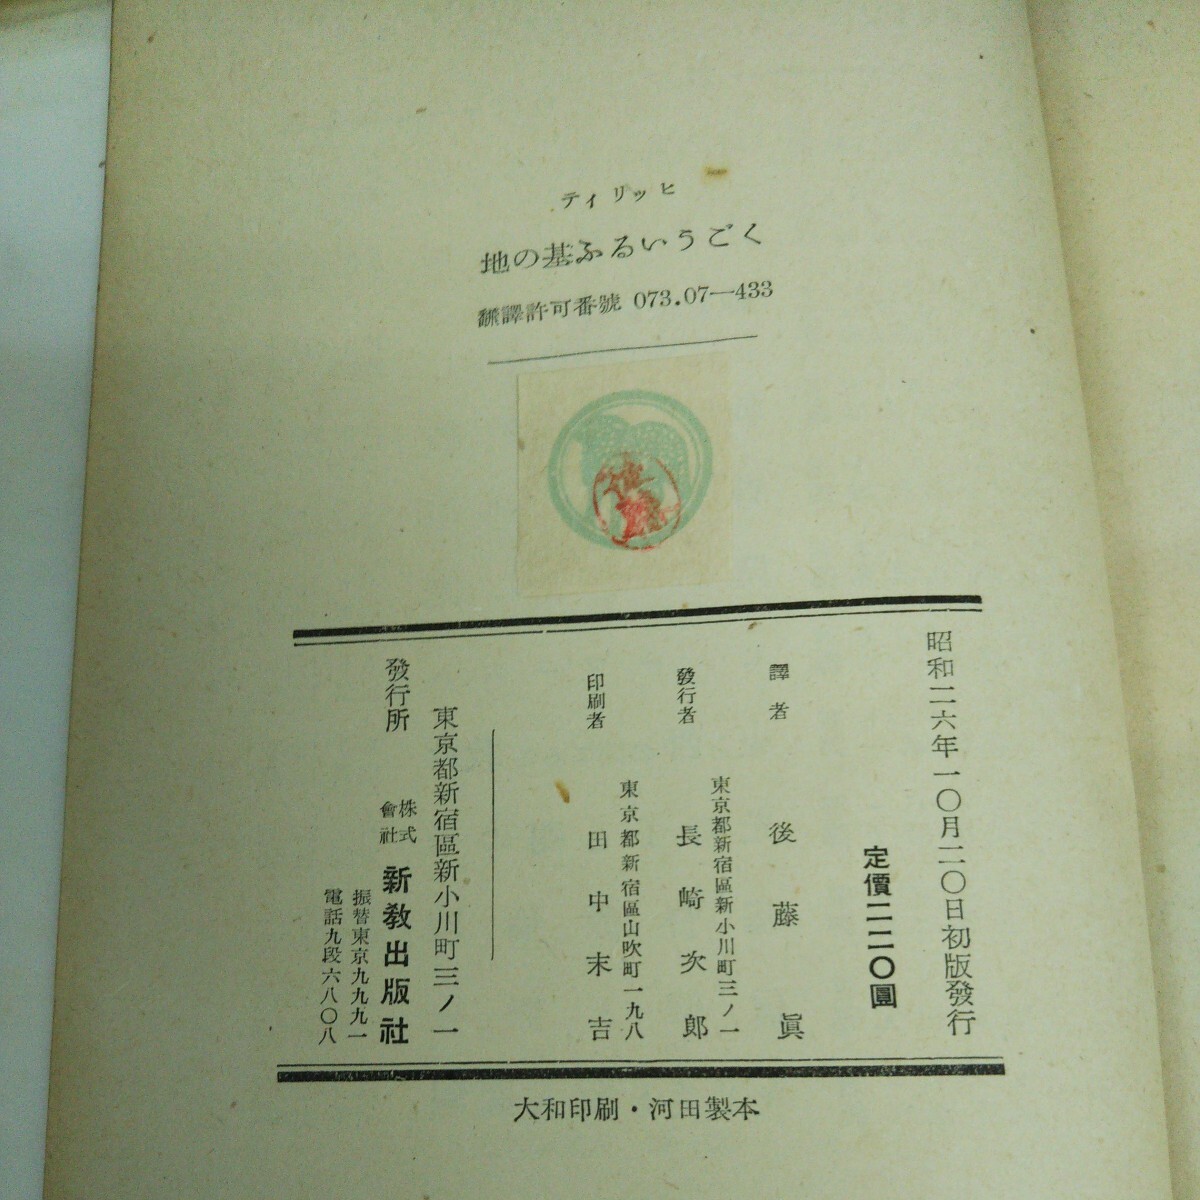 ティリッヒ
地の基ふるいうごく
翻譯許可番號 073.07—433
昭和二六年一〇月二〇日初版發行
定價二二〇圓
譯者 後藤眞
東京都新宿區新小川町三ノ一
發行者 長崎次郎
東京都新宿區山吹町一九八
印刷者 田中末吉
東京都新宿區新小川町三ノ一
發行所 株式會社 新教出版社
振替東京九九九一
電話九段六八〇八
大和印刷・河田製本